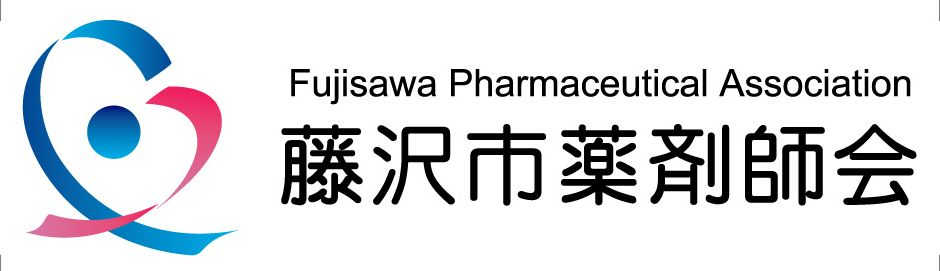 Fujisawa Pharmaceutical Association
藤沢市薬剤師会